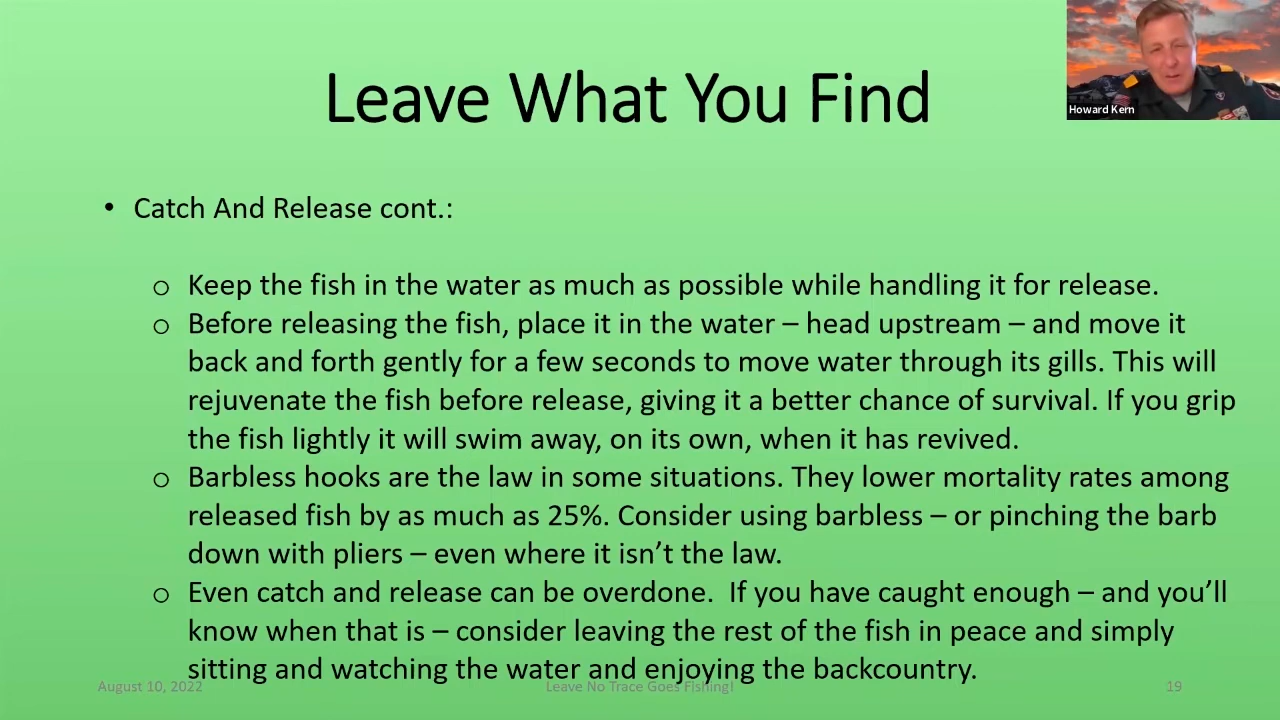 Leave What You Find
Howard Kern
• Catch And Release cont.:
o Keep the fish in the water as much as possible while handling it for release.
o Before releasing the fish, place it in the water – head upstream – and move it
back and forth gently for a few seconds to move water through its gills. This will
rejuvenate the fish before release, giving it a better chance of survival. If you grip
the fish lightly it will swim away, on its own, when it has revived.
o Barbless hooks are the law in some situations. They lower mortality rates among
released fish by as much as 25%. Consider using barbless – or pinching the barb
down with pliers – even where it isn’t the law.
o Even catch and release can be overdone.  If you have caught enough – and you’ll
know when that is – consider leaving the rest of the fish in peace and simply
sitting and watching the water and enjoying the backcountry.
August 10, 2022
Leave No Trace Goes Fishing!
19